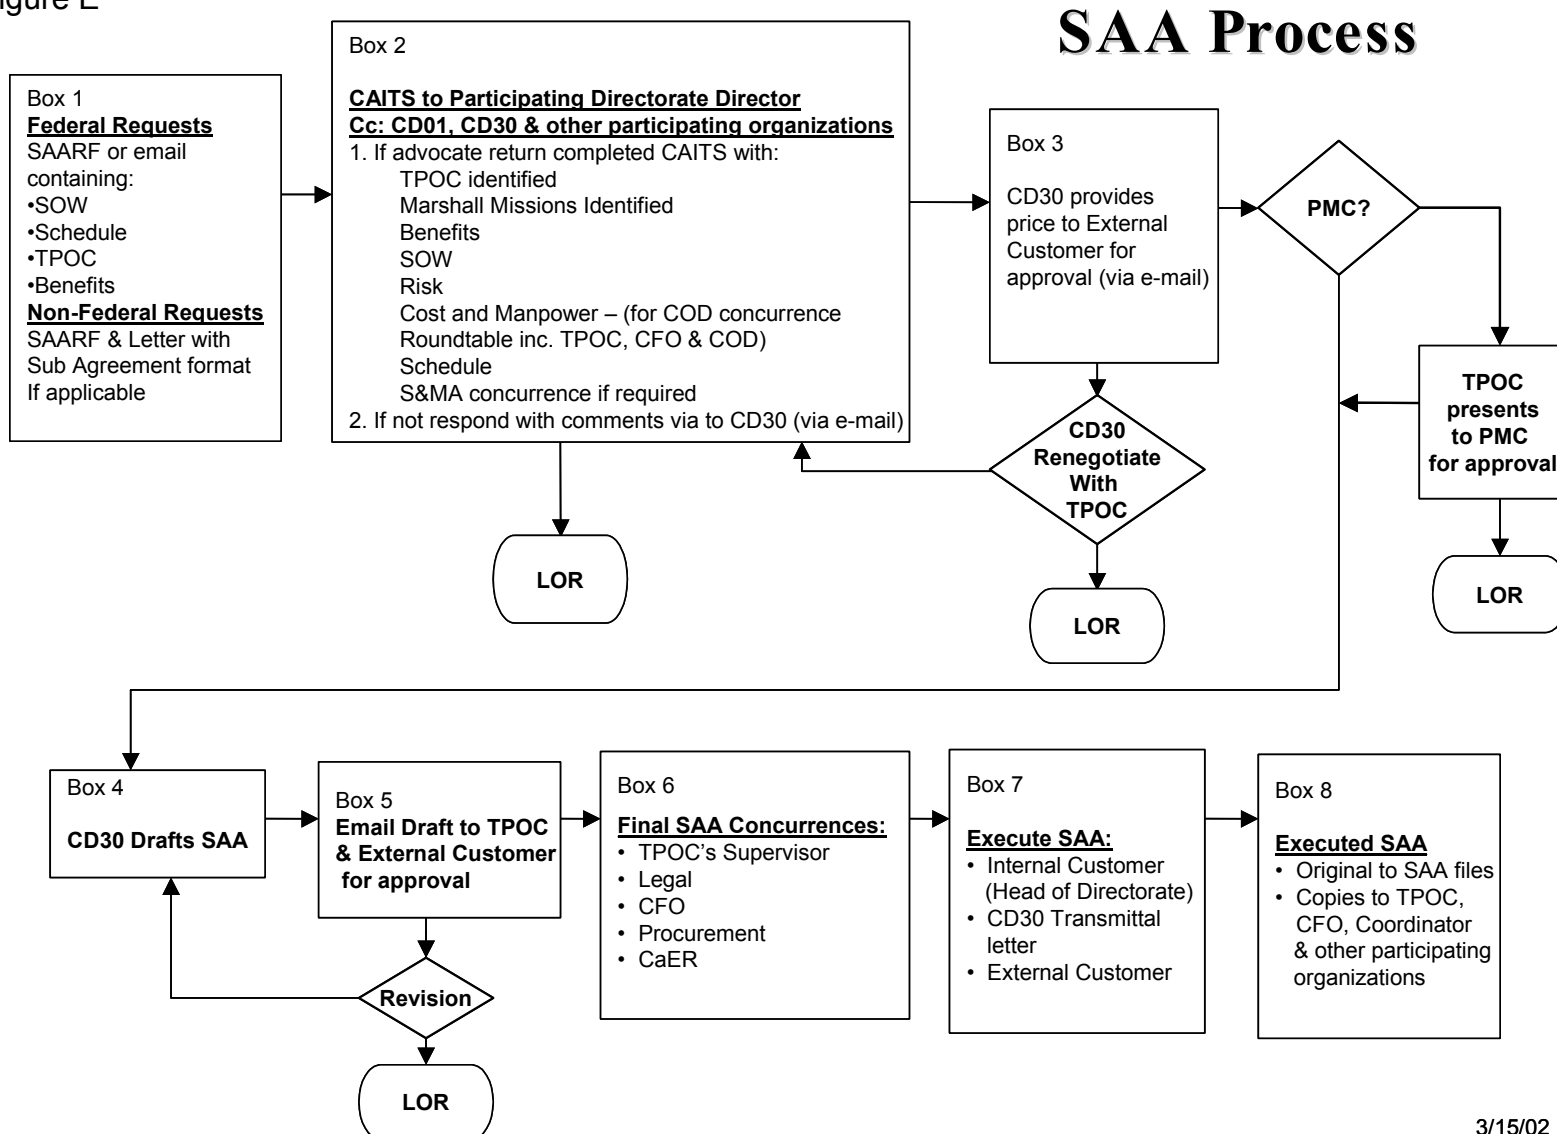 igure E
SAA Process
Box 1
Federal Requests
SAARF or email
containing:
•SOW
•Schedule
•TPOC
•Benefits
Non-Federal Requests
SAARF & Letter with
Sub Agreement format
If applicable
Box 2
CAITS to Participating Directorate Director
Cc: CD01, CD30 & other participating organizations
1. If advocate return completed CAITS with:
TPOC identified
Marshall Missions Identified
Benefits
SOW
Risk
Cost and Manpower – (for COD concurrence
Roundtable inc. TPOC, CFO & COD)
Schedule
S&MA concurrence if required
2. If not respond with comments via to CD30 (via e-mail)
LOR
Box 3
CD30 provides
price to External
Customer for
approval (via e-mail)
CD30
Renegotiate
With
TPOC
LOR
PMC?
TPOC
presents
to PMC
for approval
LOR
Box 4
CD30 Drafts SAA
Box 5
Email Draft to TPOC
& External Customer
for approval
Revision
LOR
Box 6
Final SAA Concurrences:
• TPOC’s Supervisor
• Legal
• CFO
• Procurement
• CaER
Box 7
Execute SAA:
• Internal Customer
(Head of Directorate)
• CD30 Transmittal
letter
• External Customer
Box 8
Executed SAA
• Original to SAA files
• Copies to TPOC,
CFO, Coordinator
& other participating
organizations
3/15/02